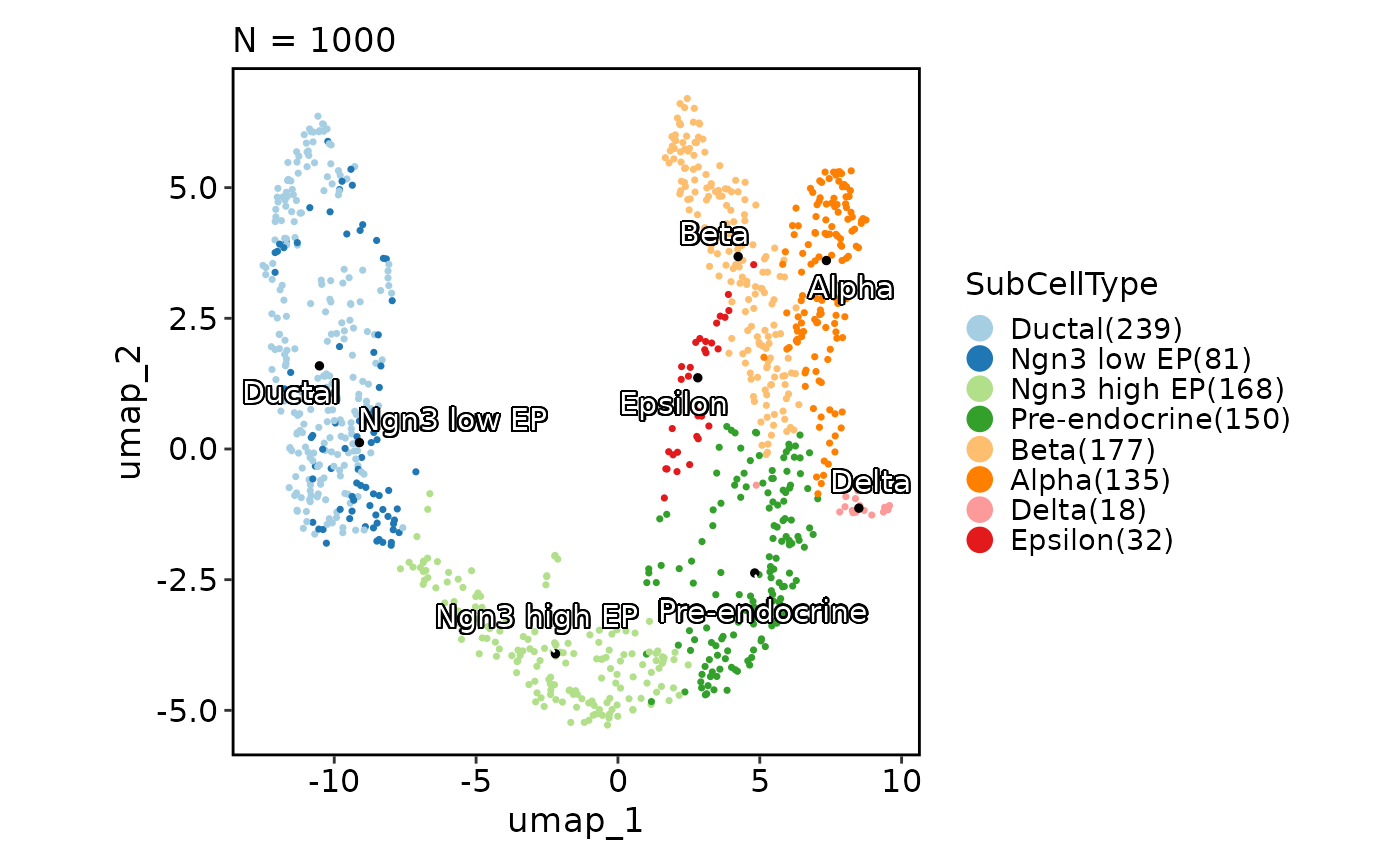 N = 1000
umap_2
5.0
2.5
0.0
-2.5
-5.0
Beta
Alpha
Ductal
Epsilon
Ngn3 low EP
Delta
Ngn3 high EP
Pre-endocrine
-10
-5
0
5
10
umap_1
SubCellType
Ductal(239)
Ngn3 low EP(81)
Ngn3 high EP(168)
Pre-endocrine(150)
Beta(177)
Alpha(135)
Delta(18)
Epsilon(32)